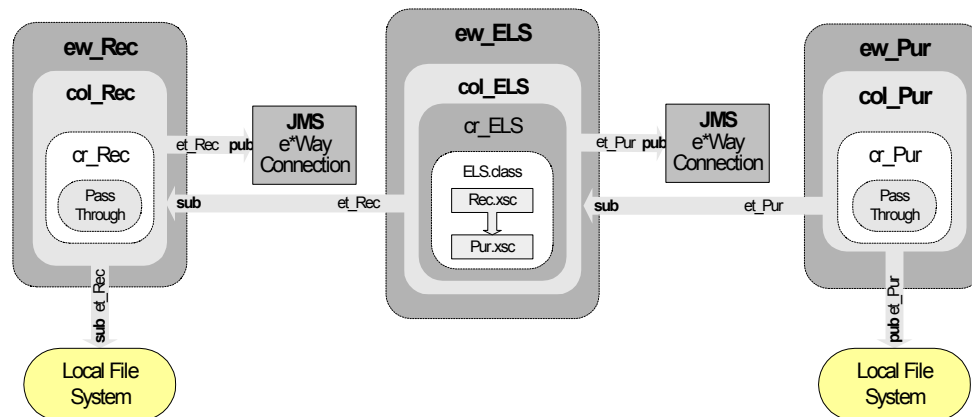 ew_Rec
col_Rec
cr_Rec
Pass
Through
et_Rec pub
JMS
e*Way
Connection
sub et_Rec
sub et_Rec
Local File
System
ew_ELS
col_ELS
cr_ELS
ELS.class
Rec.xsc
Pur.xsc
et_Pur pub
JMS
e*Way
Connection
sub et_Pur
ew_Pur
col_Pur
cr_Pur
Pass
Through
pub et_Pur
Local File
System